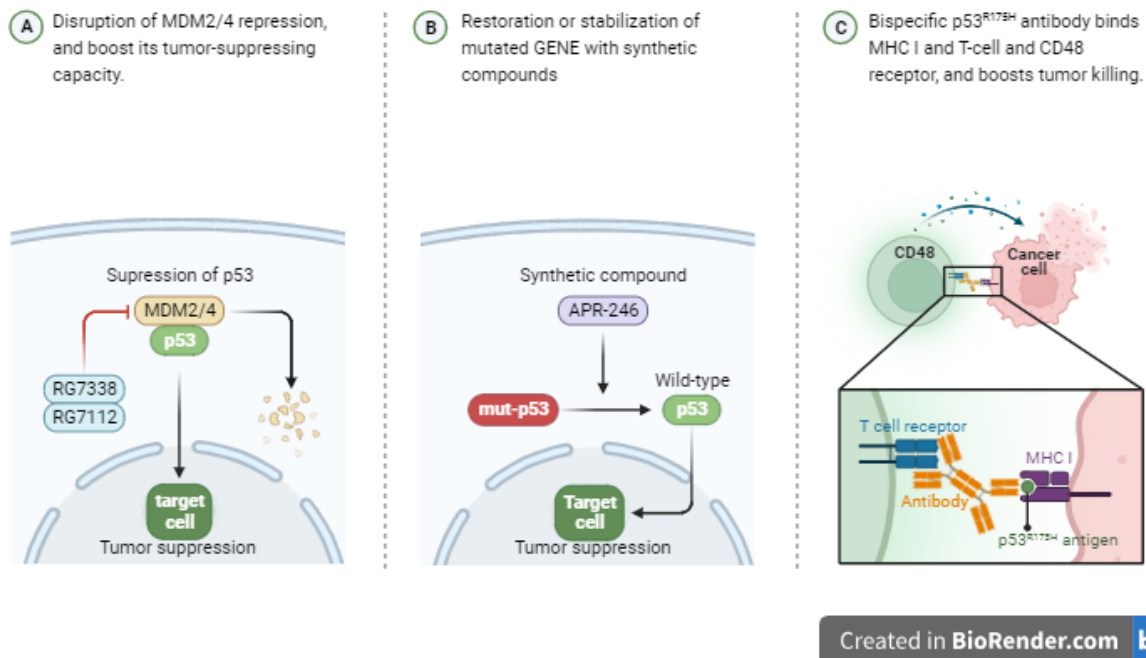 A
Disruption of MDM2/4 repression,
and boost its tumor-suppressing
capacity.
Supression of p53
MDM2/4
p53
RG7338
RG7112
target
cell
Tumor suppression
B
Restoration or stabilization of
mutated GENE with synthetic
compounds
Synthetic compound
APR-246
Wild-type
mut-p53
p53
Target
cell
Tumor suppression
C
Bispecific p53R175H antibody binds
MHC I and T-cell and CD48
receptor, and boosts tumor killing.
CD48
Cancer
cell
T cell receptor
MHC I
Antibody
p53R175H antigen
Created in BioRender.com